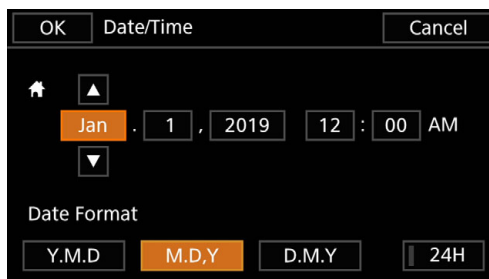 OK Date/Time Cancel
▲
Jan . 1 , 2019 12 : 00 AM
▼
Date Format
Y.M.D M.D,Y D.M.Y 24H